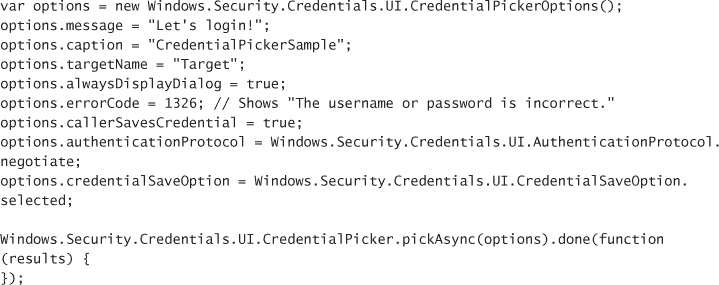 var options = new Windows.Security.Credentials.UI.CredentialPickerOptions();
options.message = "Let's login!";
options.caption = "CredentialPickerSample";
options.targetName = "Target";
options.alwaysDisplayDialog = true;
options.errorCode = 1326; // Shows "The username or password is incorrect."
options.callerSavesCredential = true;
options.authenticationProtocol = Windows.Security.Credentials.UI.AuthenticationProtocol.
negotiate;
options.credentialSaveOption = Windows.Security.Credentials.UI.CredentialSaveOption.
selected;

Windows.Security.Credentials.UI.CredentialPicker.pickAsync(options).done(function
(results) {
});